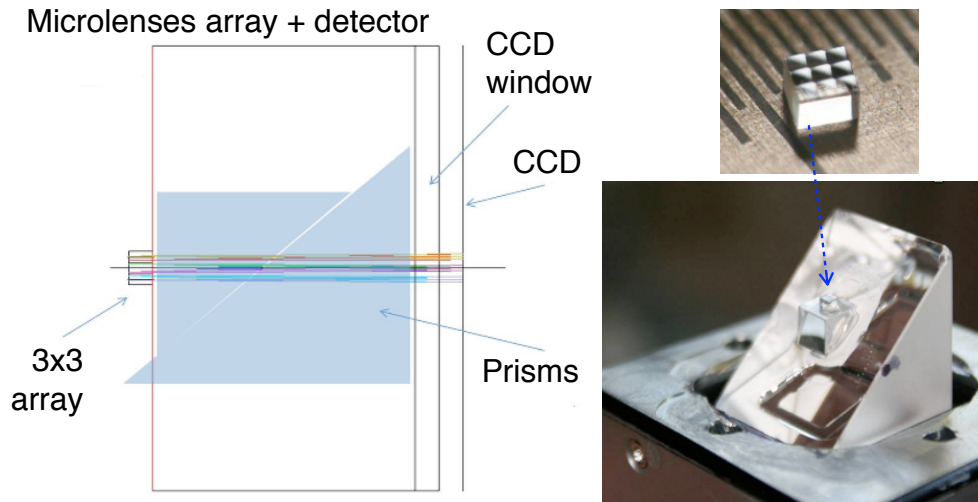 Microlenses array + detector
CCD
window
CCD
3x3
array
Prisms